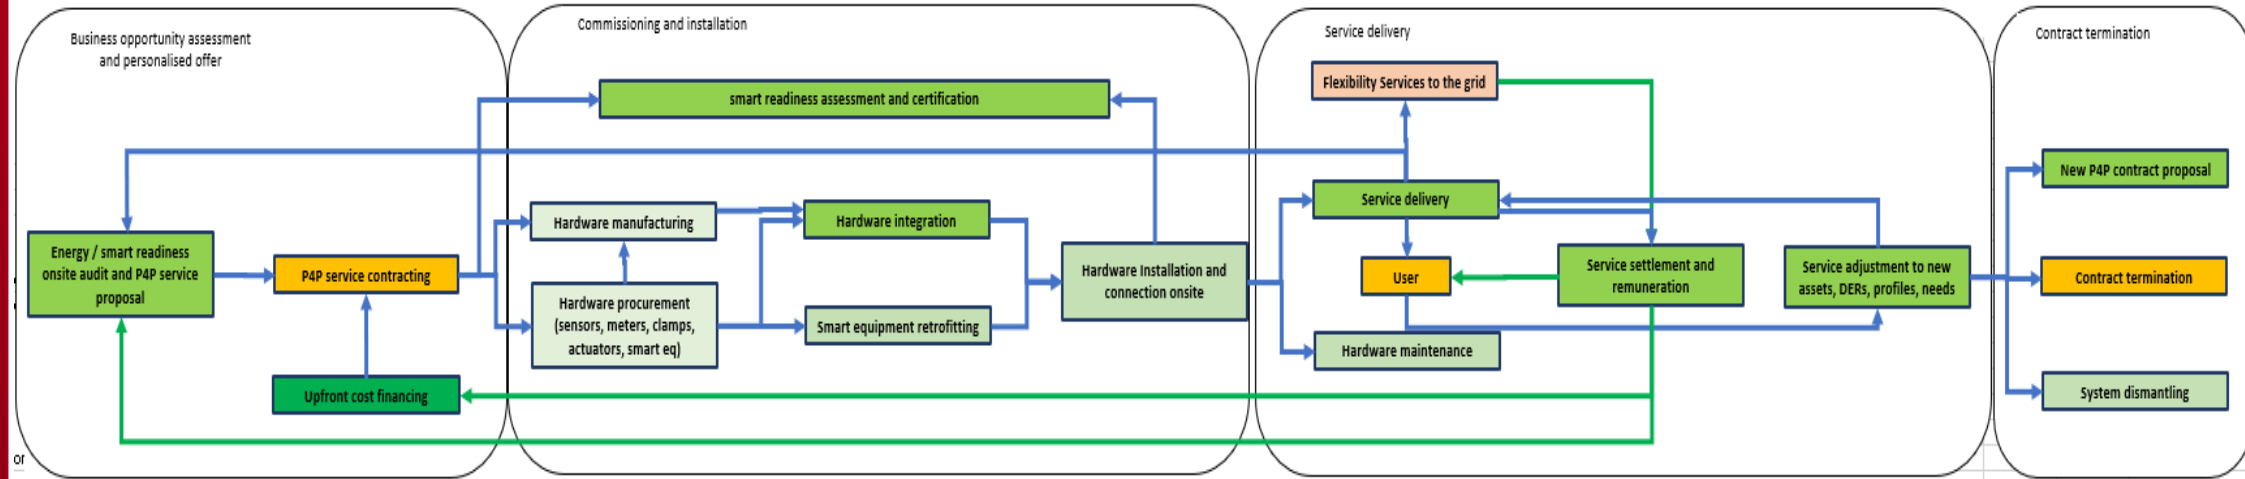 Business opportunity assessment
and personalised offer
Energy / smart readiness
onsite audit and P4P service
proposal
P4P service contracting
Upfront cost financing
or
Commissioning and installation
smart readiness assessment and certification
Hardware manufacturing
Hardware procurement
(sensors, meters, clamps,
actuators, smart eq)
Hardware integration
Smart equipment retrofitting
Hardware Installation and
connection onsite
Service delivery
Flexibility Services to the grid
Service delivery
User
Service settlement and
remuneration
Service adjustment to new
assets, DERs, profiles, needs
Hardware maintenance
Contract termination
New P4P contract proposal
Contract termination
System dismantling